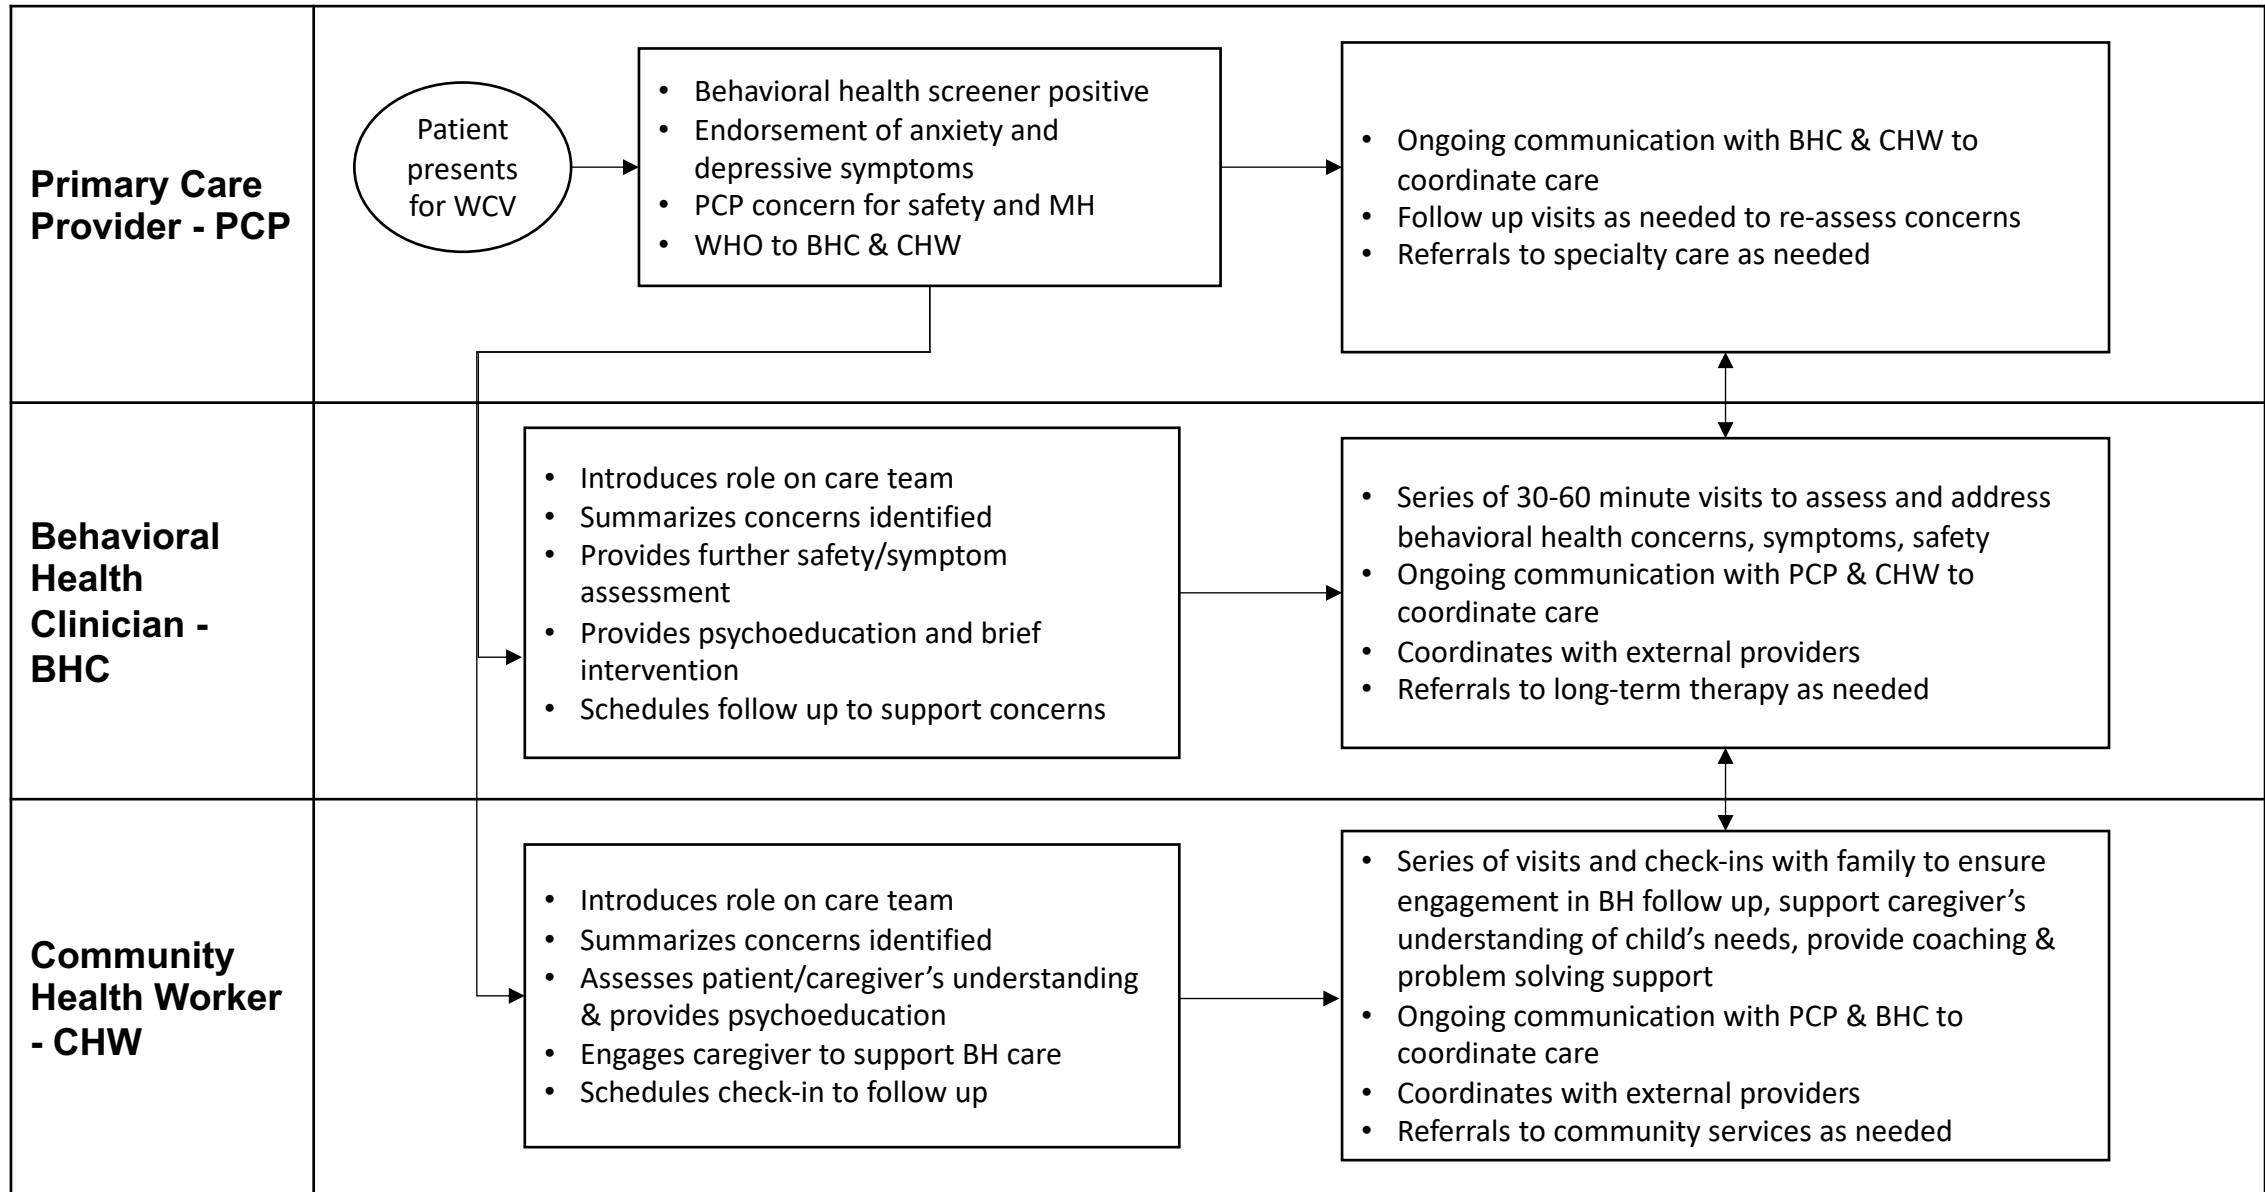 Primary Care
Provider - PCP
Patient
presents
for WCV
• Behavioral health screener positive
• Endorsement of anxiety and
depressive symptoms
• PCP concern for safety and MH
• WHO to BHC & CHW
• Ongoing communication with BHC & CHW to
coordinate care
• Follow up visits as needed to re-assess concerns
• Referrals to specialty care as needed
Behavioral
Health
Clinician -
BHC
• Introduces role on care team
• Summarizes concerns identified
• Provides further safety/symptom
assessment
• Provides psychoeducation and brief
intervention
• Schedules follow up to support concerns
• Series of 30-60 minute visits to assess and address
behavioral health concerns, symptoms, safety
• Ongoing communication with PCP & CHW to
coordinate care
• Coordinates with external providers
• Referrals to long-term therapy as needed
Community
Health Worker
- CHW
• Introduces role on care team
• Summarizes concerns identified
• Assesses patient/caregiver’s understanding
& provides psychoeducation
• Engages caregiver to support BH care
• Schedules check-in to follow up
• Series of visits and check-ins with family to ensure
engagement in BH follow up, support caregiver’s
understanding of child’s needs, provide coaching &
problem solving support
• Ongoing communication with PCP & BHC to
coordinate care
• Coordinates with external providers
• Referrals to community services as needed